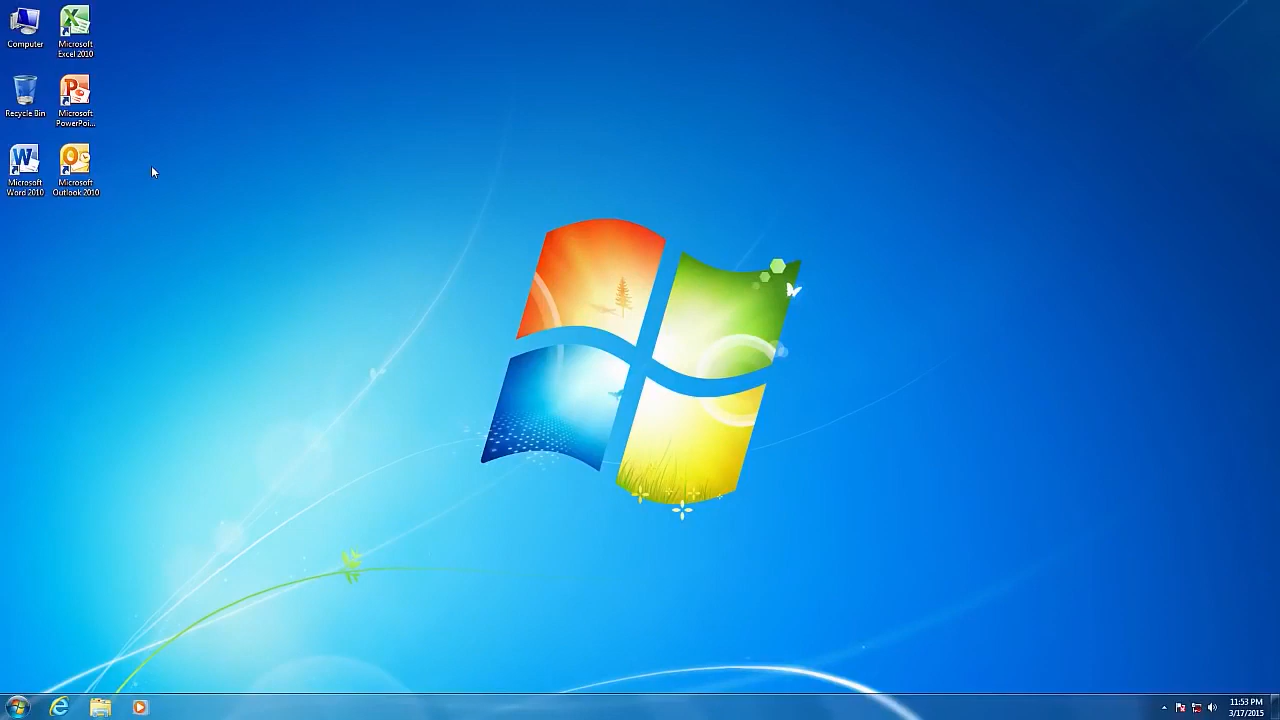 Computer
Microsoft
Excel 2010
Recycle Bin
Microsoft
PowerPoi...
Microsoft
Word 2010
Microsoft
Outlook 2010
11:53 PM
3/17/2015